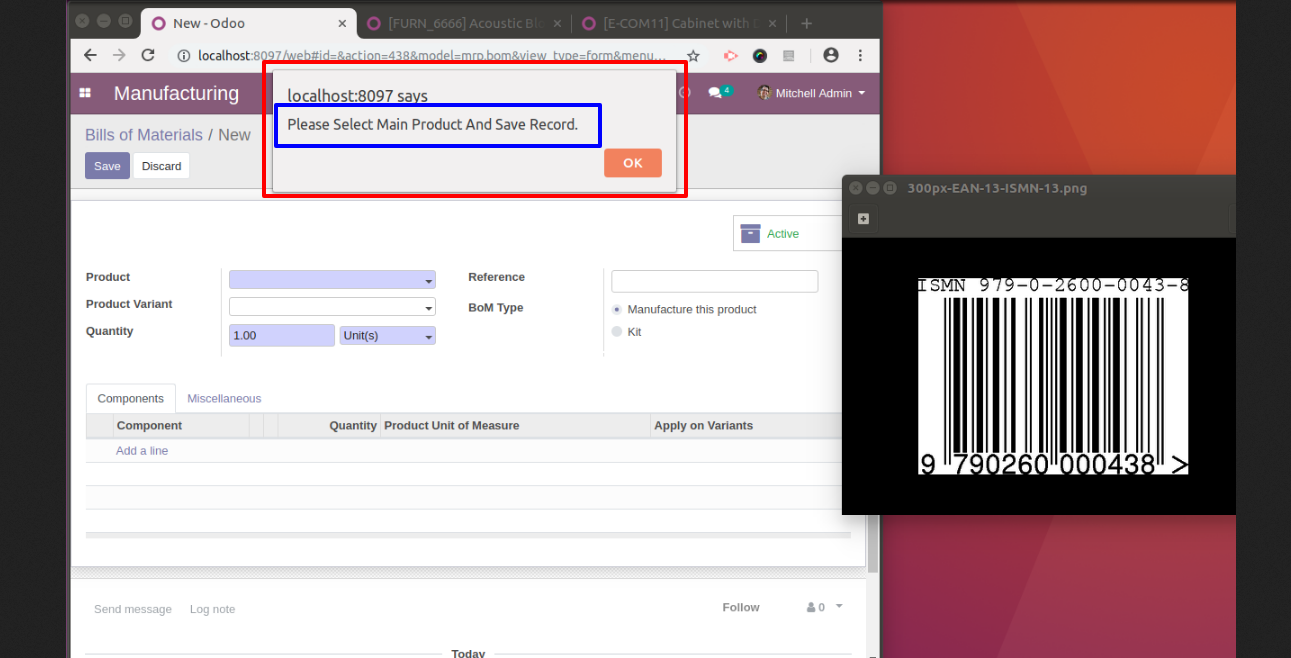 New - Odoo
[FURN_6666] Acoustic Blo
[E-COM11] Cabinet with D
localhost:8097/web#id=&action=438&model=mrp.bom&view_type=form&menu...
Manufacturing
4
Mitchell Admin
localhost:8097 says
Please Select Main Product And Save Record.
OK
Bills of Materials / New
Save
Discard
Active
Product
Product Variant
Quantity
1.00
Unit(s)
Reference
BoM Type
Manufacture this product
Kit
Components
Miscellaneous
Component
Quantity
Product Unit of Measure
Apply on Variants
Add a line
Send message
Log note
Follow
0
Today
300px-EAN-13-ISMN-13.png
ISMN 979-0-2600-0043-8
9 790260 000438 >